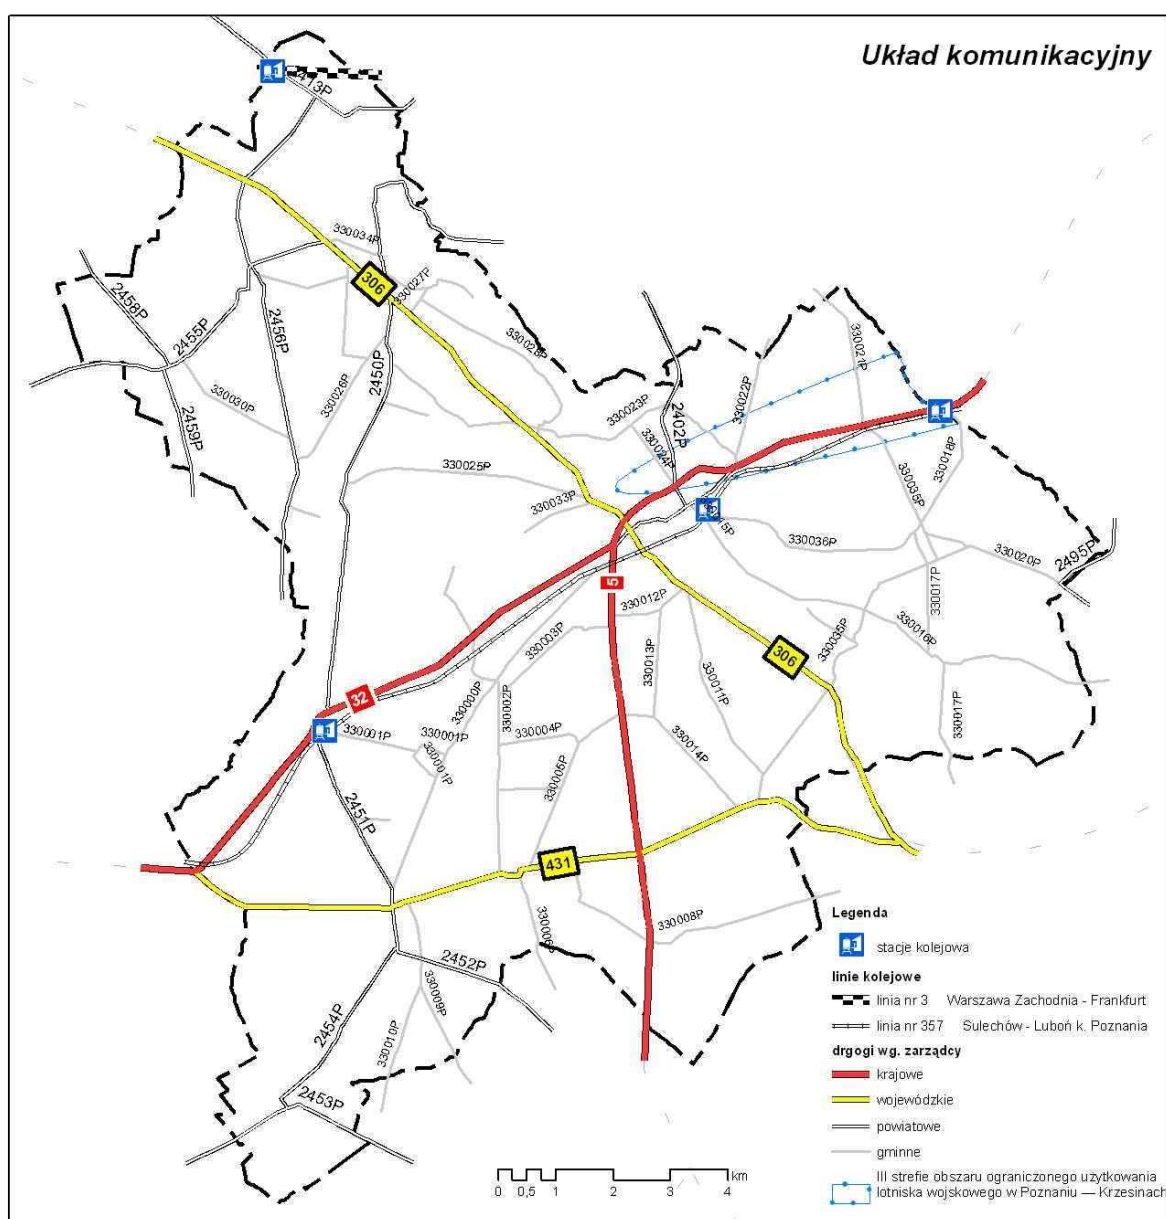 Układ komunikacyjny
2413P
330034P
306
330027P
2458P
2455P
2456P
2450P
330028P
330030P
330026P
2459P
330021P
330022P
330023P
2402P
330024P
330018P
330025P
330033P
330035P
330036P
330020P
2495P
330017P
5
330012P
330003P
330013P
306
330035P
330016P
330011P
330017P
32
330000P
330002P
330001P
330001P
330001P
330004P
330005P
330014P
2451P
431
330006P
330008P
2452P
330009P
2454P
330010P
2453P
Legenda
stacje kolejowa
linie kolejowe
linia nr 3 Warszawa Zachodnia - Frankfurt
linia nr 357 Sulechów - Luboń k. Poznania
drgogi wg. zarządcy
krajowe
wojewódzkie
powiatowe
gminne
III strefie obszaru ograniczonego użytkowania
lotniska wojskowego w Poznaniu — Krzesinach
km
0 0,5 1 2 3 4